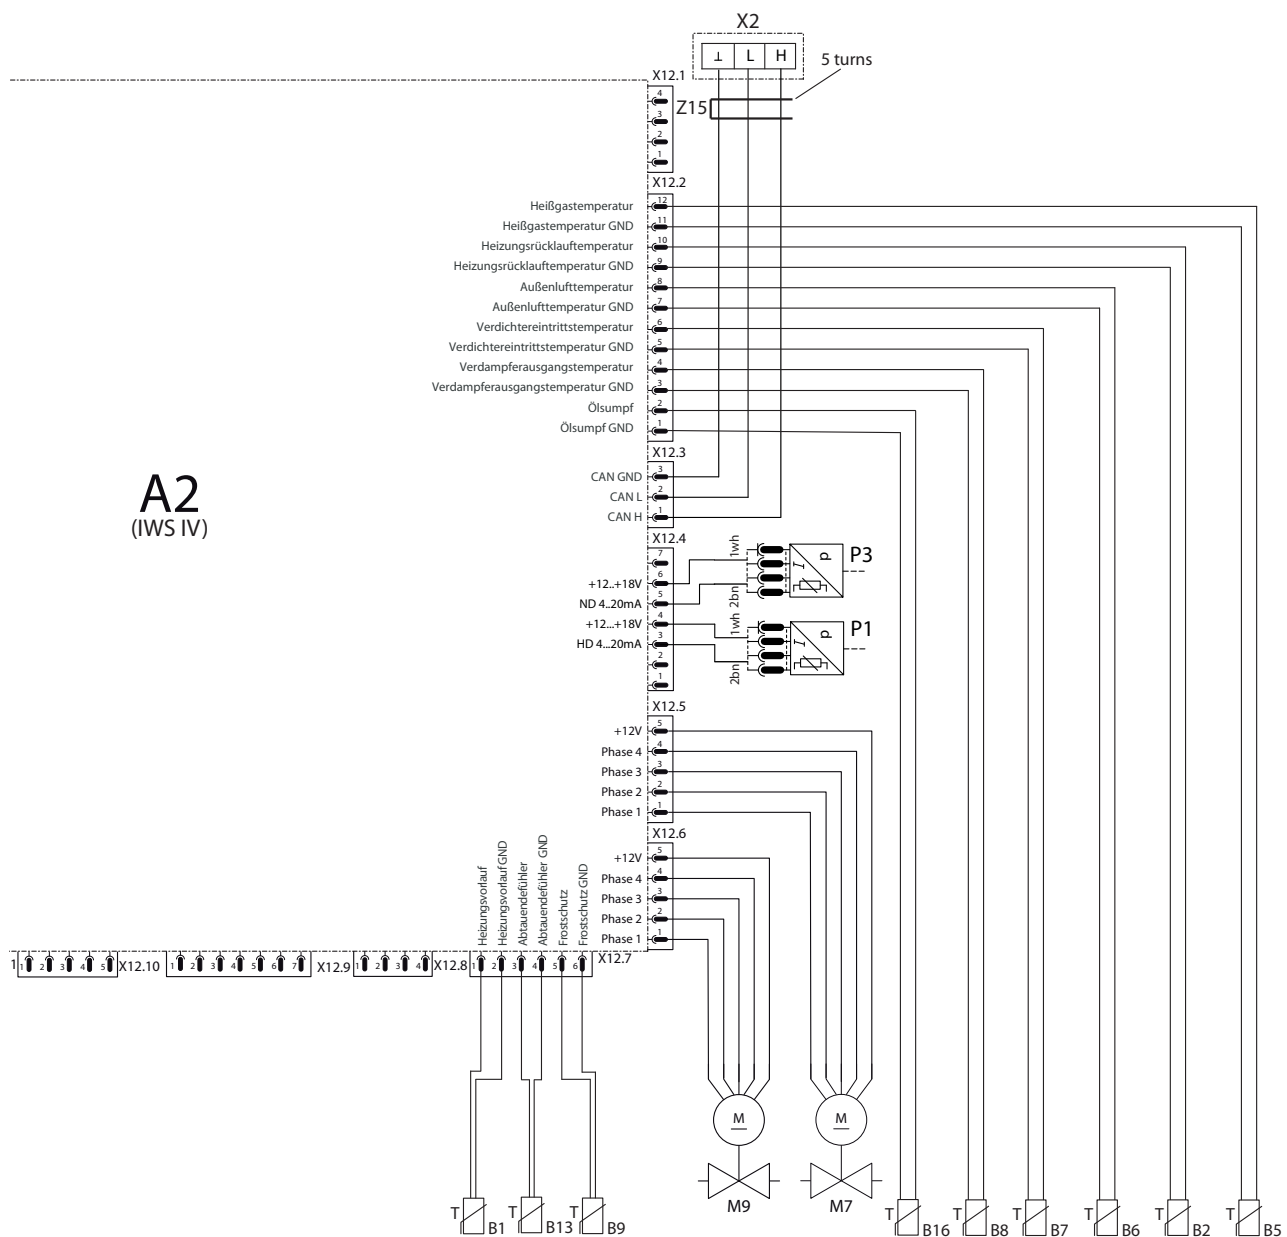 X2
⊥ L H
5 turns
X12.1
4
3
2
1
Z15
X12.2
Heißgastemperatur 12
Heißgastemperatur GND 11
Heizungsrücklauftemperatur 10
Heizungsrücklauftemperatur GND 9
Außenlufttemperatur 8
Außenlufttemperatur GND 7
Verdichtereintrittstemperatur 6
Verdichtereintrittstemperatur GND 5
Verdampferausgangstemperatur 4
Verdampferausgangstemperatur GND 3
Ölsumpf 2
Ölsumpf GND 1
X12.3
CAN GND 3
CAN L 2
CAN H 1
A2
(IWS IV)
X12.4
7
+12..+18V 6
ND 4..20mA 5
+12...+18V 4
HD 4...20mA 3
2
1
1wh
2bn
I p
P3
1wh
2bn
I p
P1
X12.5
+12V 5
Phase 4 4
Phase 3 3
Phase 2 2
Phase 1 1
X12.6
+12V 5
Phase 4 4
Phase 3 3
Phase 2 2
Phase 1 1
Heizungsvorlauf
Heizungsvorlauf GND
Abtauendefühler
Abtauendefühler GND
Frostschutz
Frostschutz GND
1
1 2 3 4 5
X12.10
1 2 3 4 5 6 7
X12.9
1 2 3 4
X12.8
1 2 3 4 5 6
X12.7
M
M9
M
M7
T B1
T B13
T B9
T B16
T B8
T B7
T B6
T B2
T B5